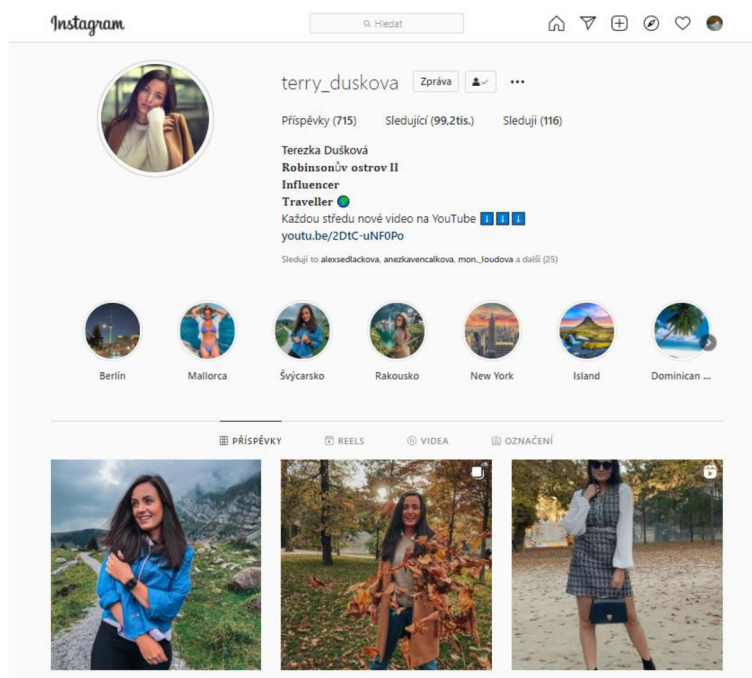 Instagram
Hledat
terry_duskova Zpráva
Příspěvky (715) Sledující (99,2tis.) Sleduji (116)
Terezka Dušková
Robinsonův ostrov II
Influencer
Traveller
Každou středu nové video na YouTube
youtu.be/2DtC-uNF0Po
Sledují to alexsedlackova, anezkavencalkova, mon._loudova a další (25)
Berlín Mallorca Švýcarsko Rakousko New York Island Dominican ...
PŘÍSPĚVKY REELS VIDEA OZNAČENÍ